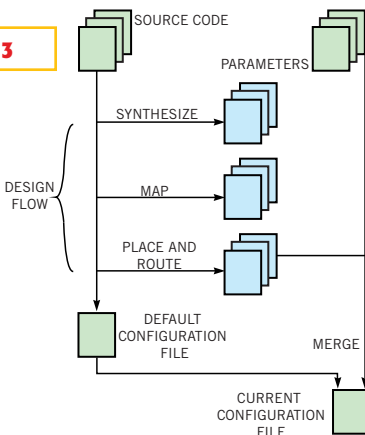 SOURCE CODE
3
PARAMETERS
SYNTHESIZE
DESIGN
FLOW
MAP
PLACE AND
ROUTE
DEFAULT
CONFIGURATION
FILE
MERGE
CURRENT
CONFIGURATION
FILE